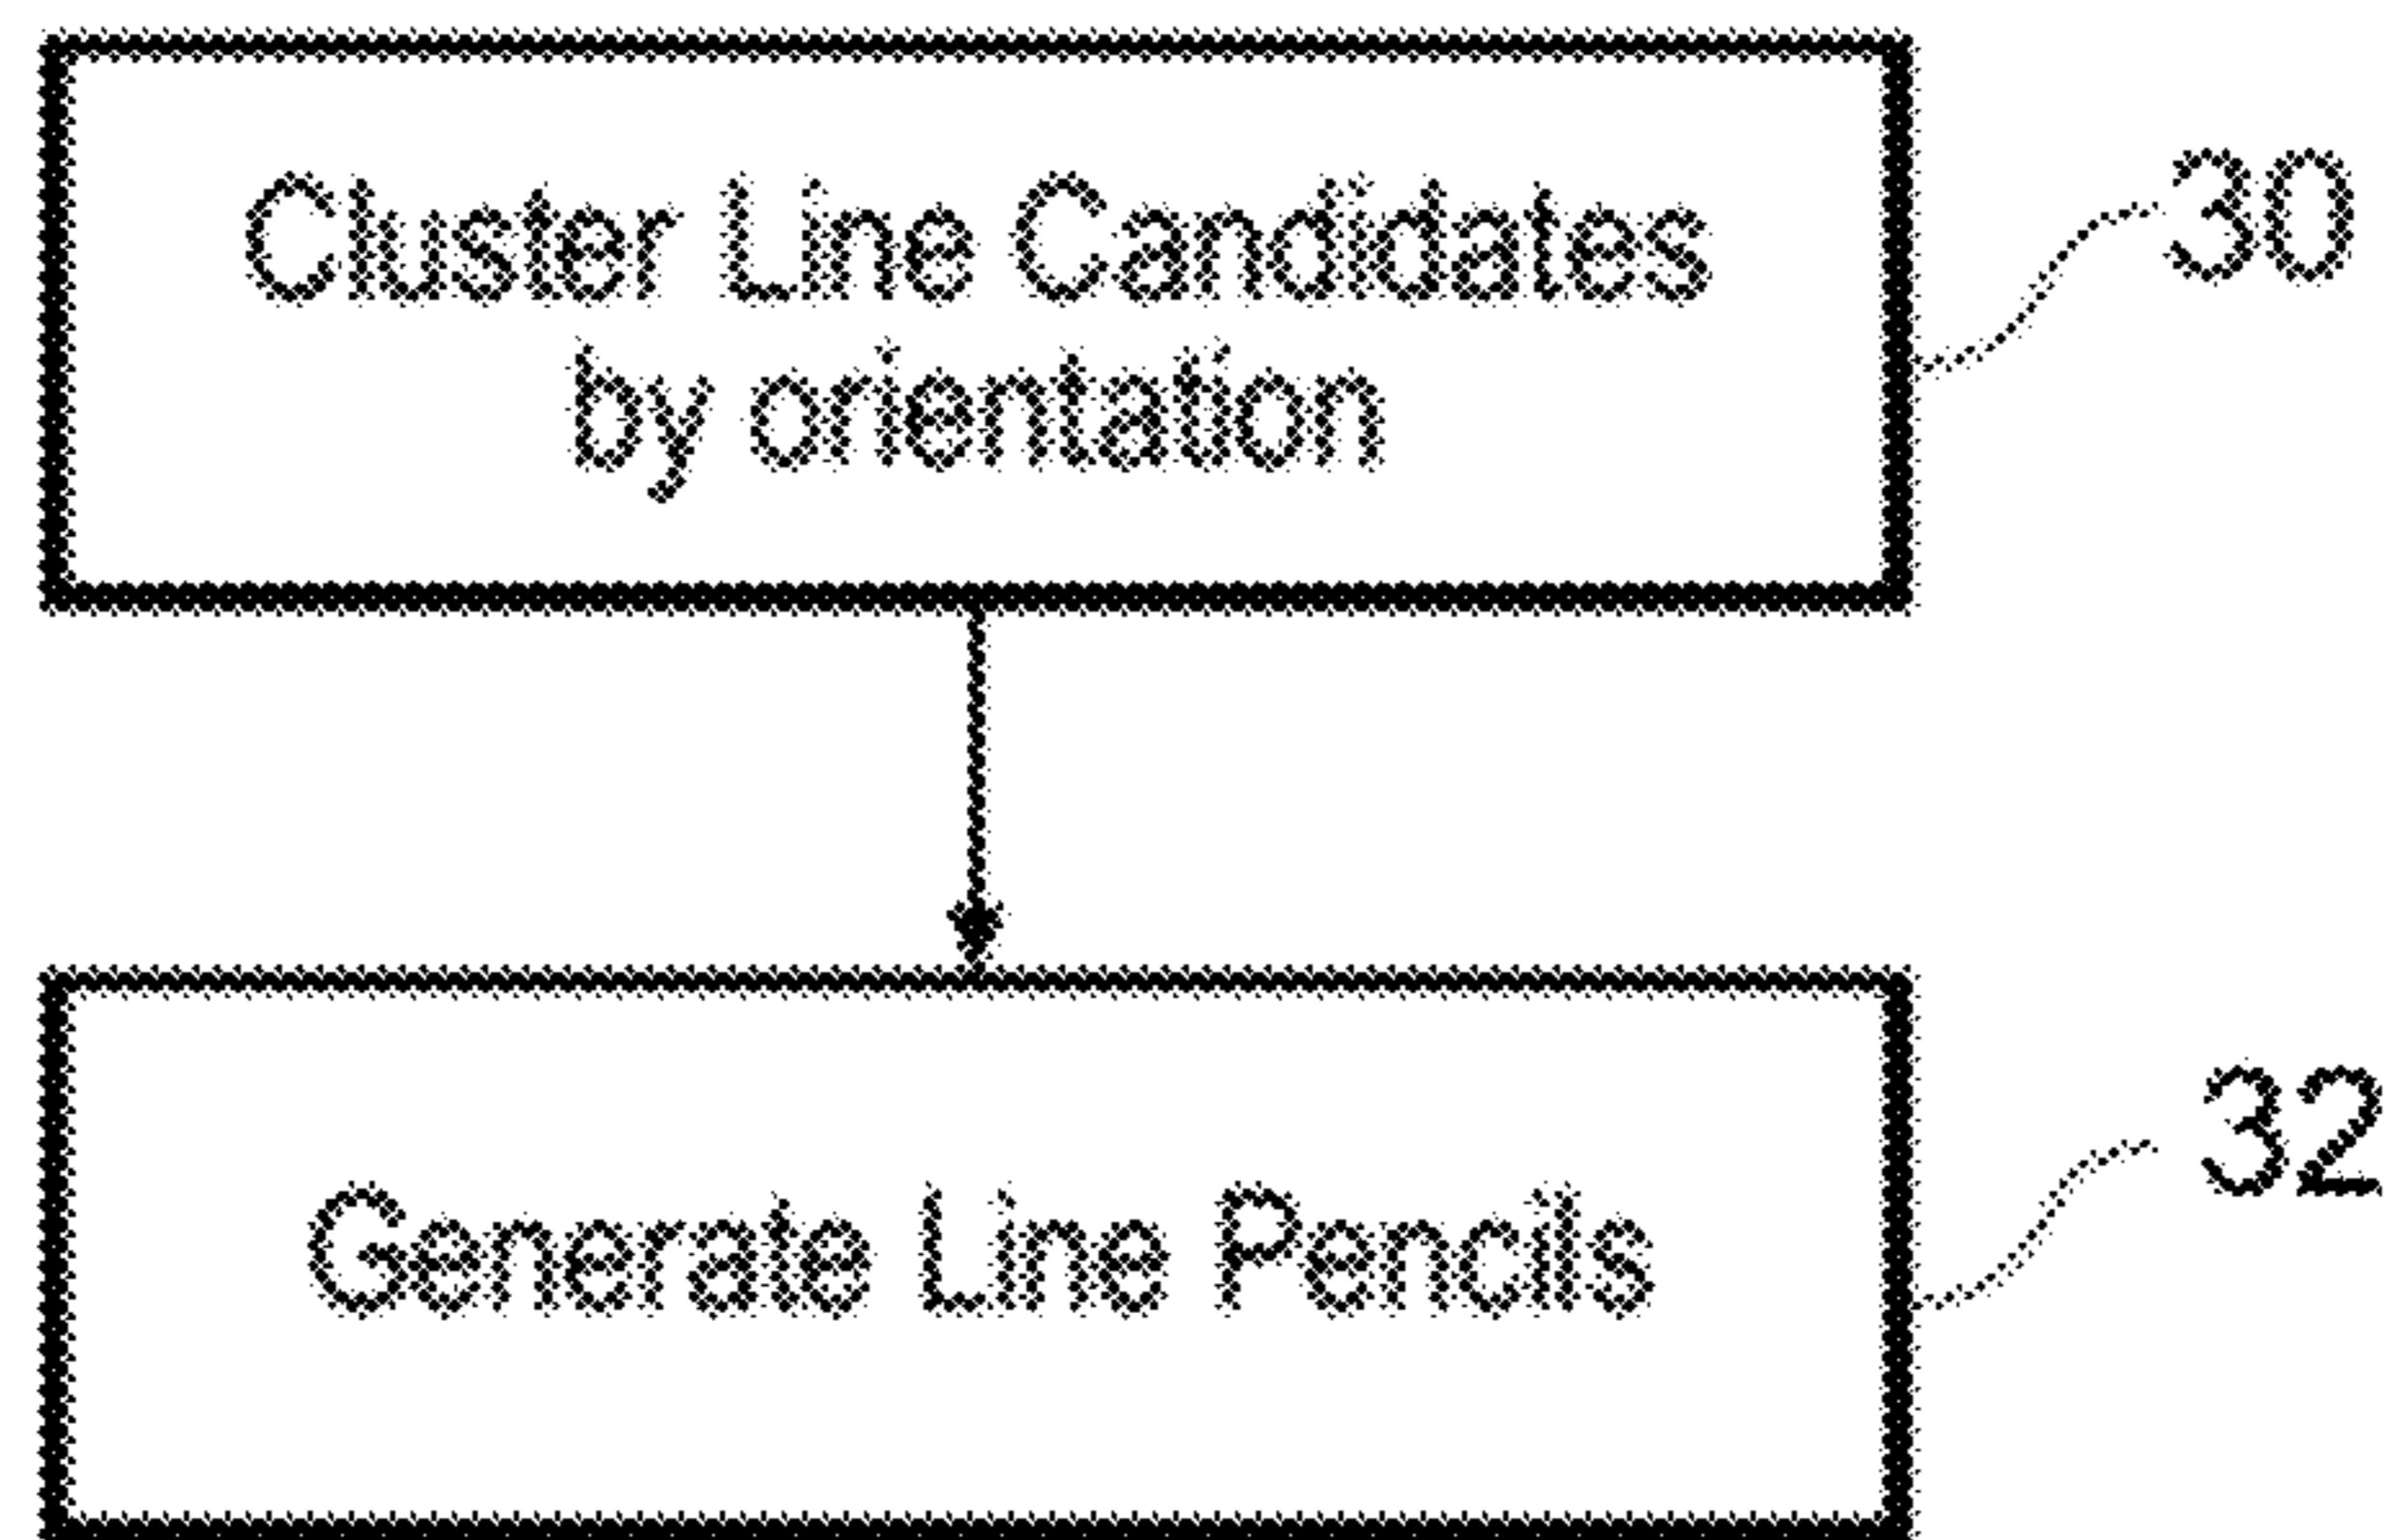 Cluster Line Candidates
by orientation
30
Generate Line Pencils
32